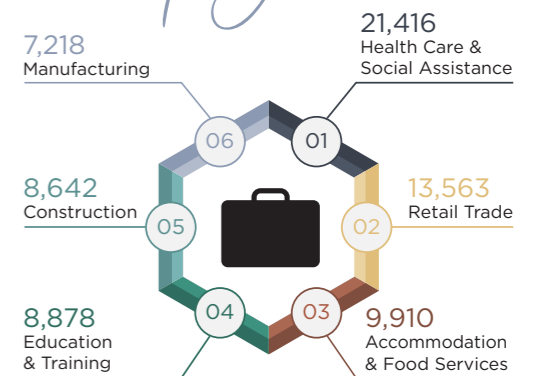 21,416
Health Care &
Social Assistance
01
13,563
Retail Trade
02
9,910
Accommodation
& Food Services
03
8,878
Education
& Training
04
8,642
Construction
05
7,218
Manufacturing
06